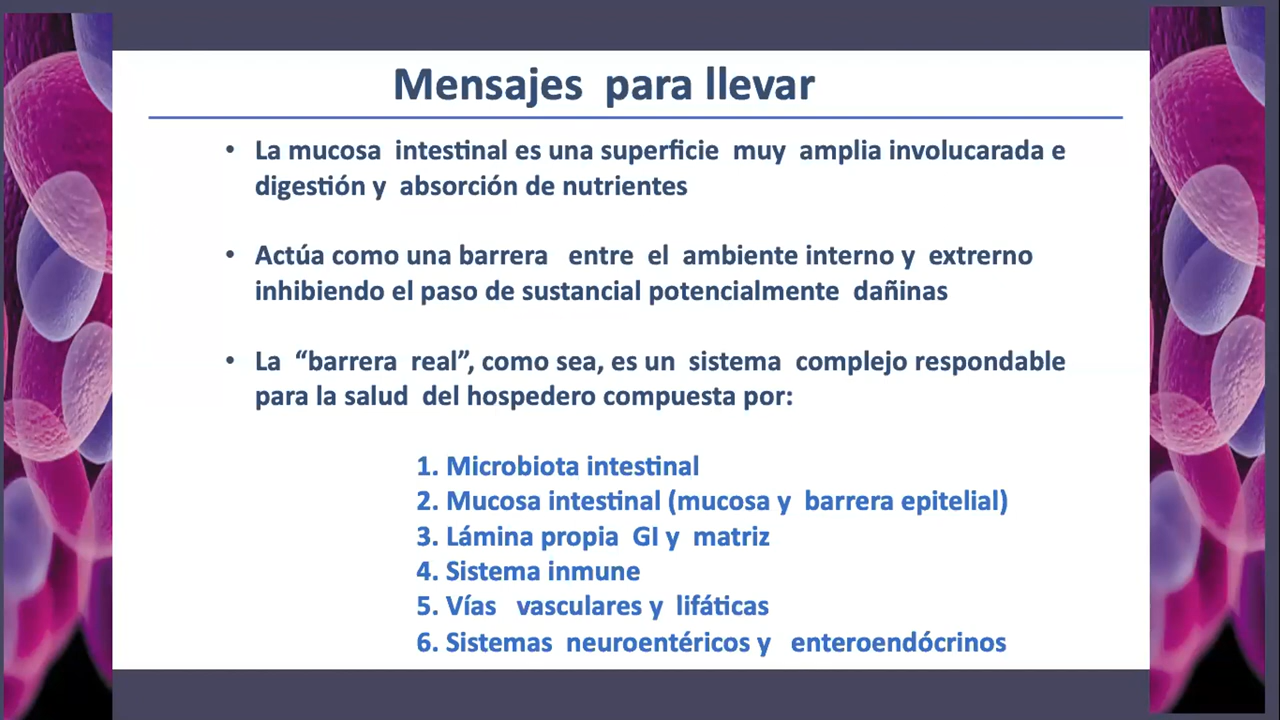 Mensajes para llevar
• La mucosa intestinal es una superficie muy amplia involucarada e
digestión y absorción de nutrientes
• Actúa como una barrera entre el ambiente interno y extrerno
inhibiendo el paso de sustancial potencialmente dañinas
• La “barrera real”, como sea, es un sistema complejo respondable
para la salud del hospedero compuesta por:
1. Microbiota intestinal
2. Mucosa intestinal (mucosa y barrera epitelial)
3. Lámina propia GI y matriz
4. Sistema inmune
5. Vías vasculares y lifáticas
6. Sistemas neuroentéricos y enteroendócrinos